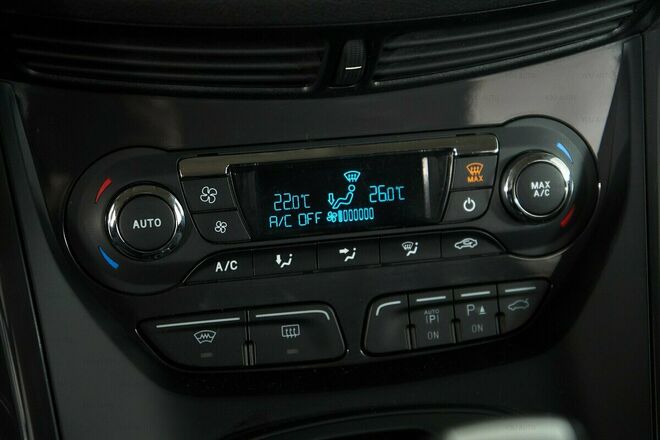 MAX
22.0°C 26.0°C
A/C OFF
AUTO
MAX
A/C
A/C
AUTO
(P)
ON
P
ON